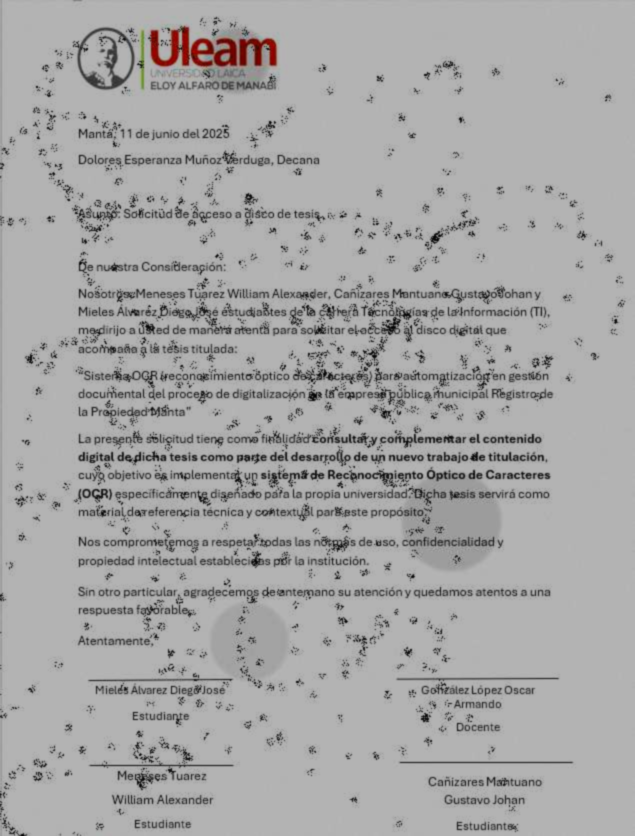 Uleam
UNIVERSIDAD LAICA
ELOY ALFARO DE MANABÍ
Manta, 11 de junio del 2025
Dolores Esperanza Muñoz Verduga, Decana
Asunto: Solicitud de acceso a disco de tesis.
De nuestra Consideración:
Nosotros, Meneses Tuarez William Alexander, Cañizares Mantuano Gustavo Johan y
Mieles Álvarez Diego José estudiantes de la carrera Tecnologías de la Información (TI),
me dirijo a usted de manera atenta para solicitar el acceso al disco digital que
acompaña a la tesis titulada:
"Sistema OCR (reconocimiento óptico de caracteres) para automatización en gestión
documental del proceso de digitalización en la empresa pública municipal Registro de
la Propiedad Manta"
La presente solicitud tiene como finalidad consultar y complementar el contenido
digital de dicha tesis como parte del desarrollo de un nuevo trabajo de titulación,
cuyo objetivo es implementar un sistema de Reconocimiento Óptico de Caracteres
(OCR) específicamente diseñado para la propia universidad. Dicha tesis servirá como
material de referencia técnica y contextual para este propósito.
Nos comprometemos a respetar todas las normas de uso, confidencialidad y
propiedad intelectual establecidas por la institución.
Sin otro particular, agradecemos de antemano su atención y quedamos atentos a una
respuesta favorable.
Atentamente,
Mieles Álvarez Diego José
Estudiante
González López Oscar
Armando
Docente
Meneses Tuarez
William Alexander
Estudiante
Cañizares Mantuano
Gustavo Johan
Estudiante